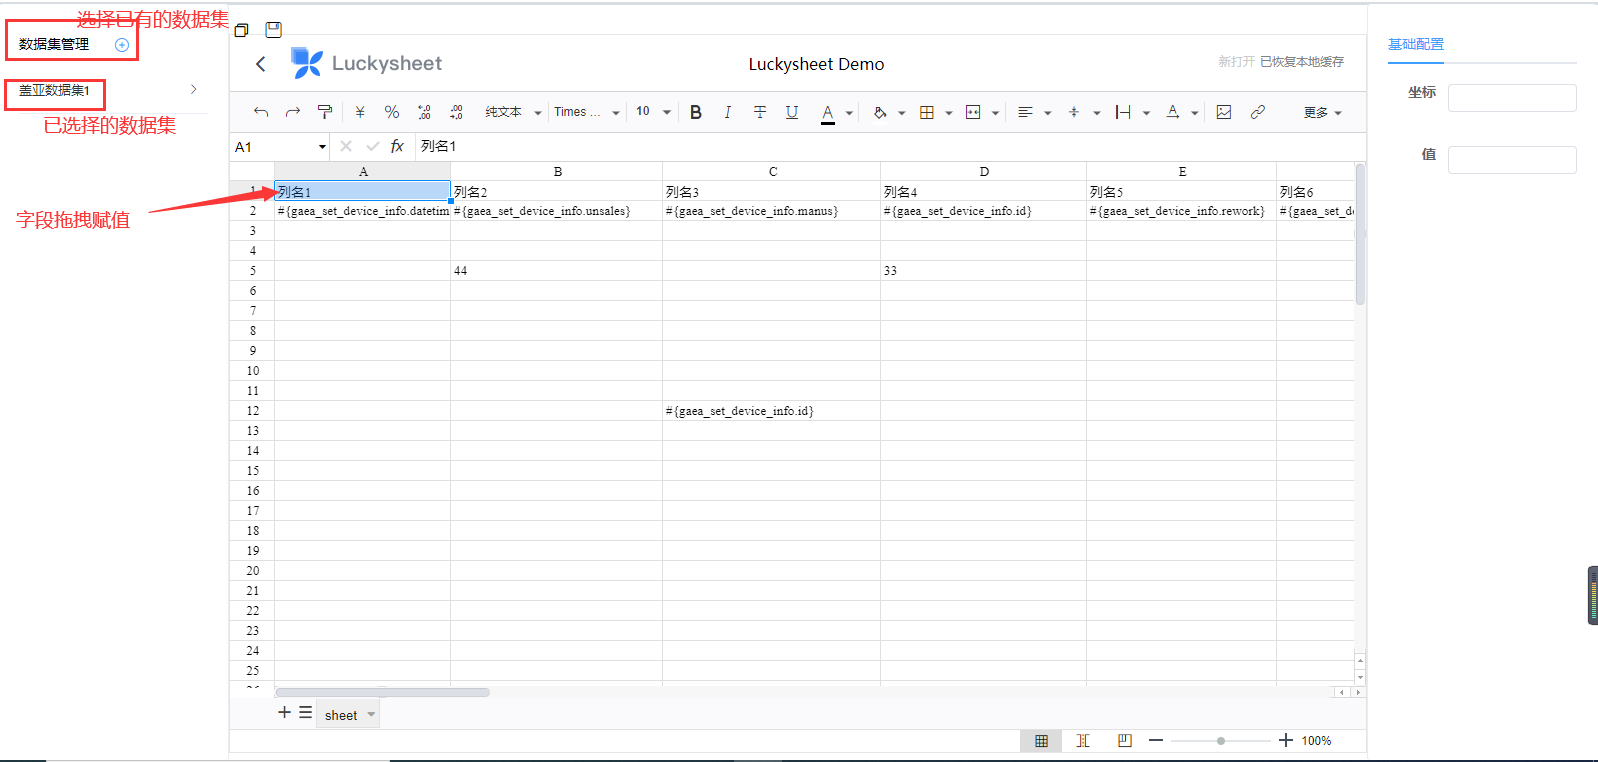 选择已有的数据集
数据集管理
盖亚数据集1
已选择的数据集
字段拖拽赋值
Luckysheet
Luckysheet Demo
新打开 已恢复本地缓存
¥ % .0 .00 .00 .0 纯文本 Times ... 10 B I T U A 更多
A1 fx 列名1
A B C D E
1 列名1 列名2 列名3 列名4 列名5 列名6
2 #{gaea_set_device_info.datetim #{gaea_set_device_info.unsales} #{gaea_set_device_info.manus} #{gaea_set_device_info.id} #{gaea_set_device_info.rework} #{gaea_set_de
3
4
5 44 33
6
7
8
9
10
11
12 #{gaea_set_device_info.id}
13
14
15
16
17
18
19
20
21
22
23
24
25
26
sheet
100%
基础配置
坐标
值